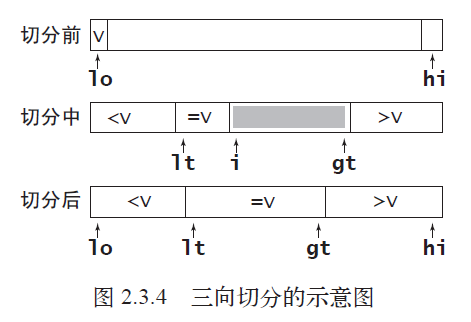 切分前 v
lo hi
切分中 <v =v >v
lt i gt
切分后 <v =v >v
lo lt gt hi
图 2.3.4 三向切分的示意图